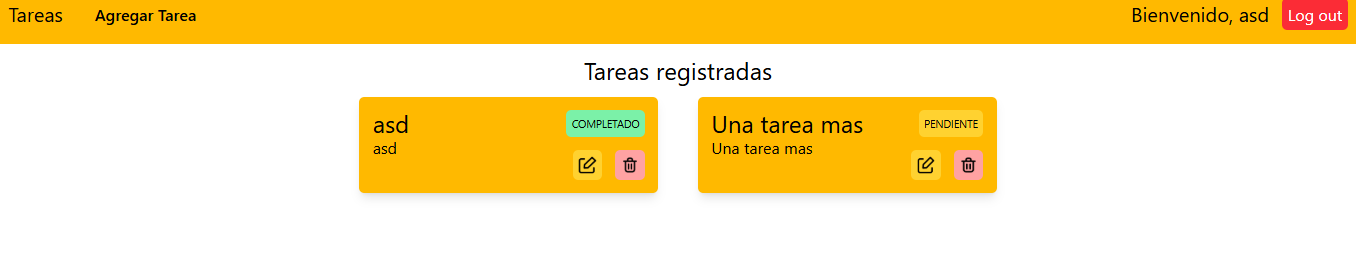 Tareas Agregar Tarea Bienvenido, asd Log out
Tareas registradas
asd COMPLETADO
asd
Una tarea mas PENDIENTE
Una tarea mas